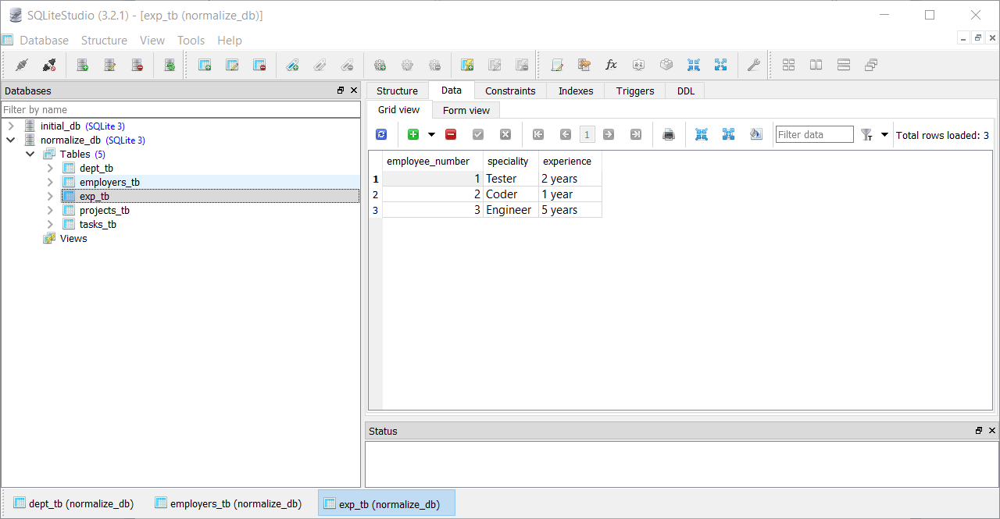 SQLiteStudio (3.2.1) - [exp_tb (normalize_db)]
Database Structure View Tools Help
Databases
Filter by name
initial_db (SQLite 3)
normalize_db (SQLite 3)
Tables (5)
dept_tb
employers_tb
exp_tb
projects_tb
tasks_tb
Views
Structure Data Constraints Indexes Triggers DDL
Grid view Form view
1 Filter data Total rows loaded: 3
employee_number speciality experience
1 1 Tester 2 years
2 2 Coder 1 year
3 3 Engineer 5 years
Status
dept_tb (normalize_db) employers_tb (normalize_db) exp_tb (normalize_db)